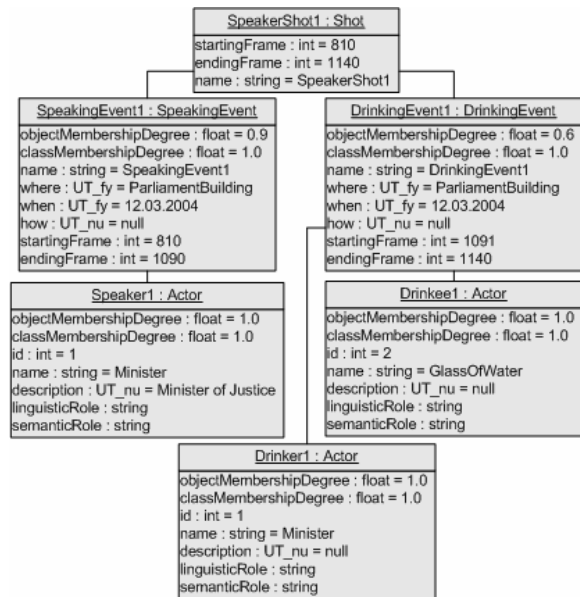 SpeakerShot1 : Shot
startingFrame : int = 810
endingFrame : int = 1140
name : string = SpeakerShot1
SpeakingEvent1 : SpeakingEvent
objectMembershipDegree : float = 0.9
classMembershipDegree : float = 1.0
name : string = SpeakingEvent1
where : UT_fy = ParliamentBuilding
when : UT_fy = 12.03.2004
how : UT_nu = null
startingFrame : int = 810
endingFrame : int = 1090
DrinkingEvent1 : DrinkingEvent
objectMembershipDegree : float = 0.6
classMembershipDegree : float = 1.0
name : string = DrinkingEvent1
where : UT_fy = ParliamentBuilding
when : UT_fy = 12.03.2004
how : UT_nu = null
startingFrame : int = 1091
endingFrame : int = 1140
Speaker1 : Actor
objectMembershipDegree : float = 1.0
classMembershipDegree : float = 1.0
id : int = 1
name : string = Minister
description : UT_nu = Minister of Justice
linguisticRole : string
semanticRole : string
Drinkee1 : Actor
objectMembershipDegree : float = 1.0
classMembershipDegree : float = 1.0
id : int = 2
name : string = GlassOfWater
description : UT_nu = null
linguisticRole : string
semanticRole : string
Drinker1 : Actor
objectMembershipDegree : float = 1.0
classMembershipDegree : float = 1.0
id : int = 1
name : string = Minister
description : UT_nu = null
linguisticRole : string
semanticRole : string